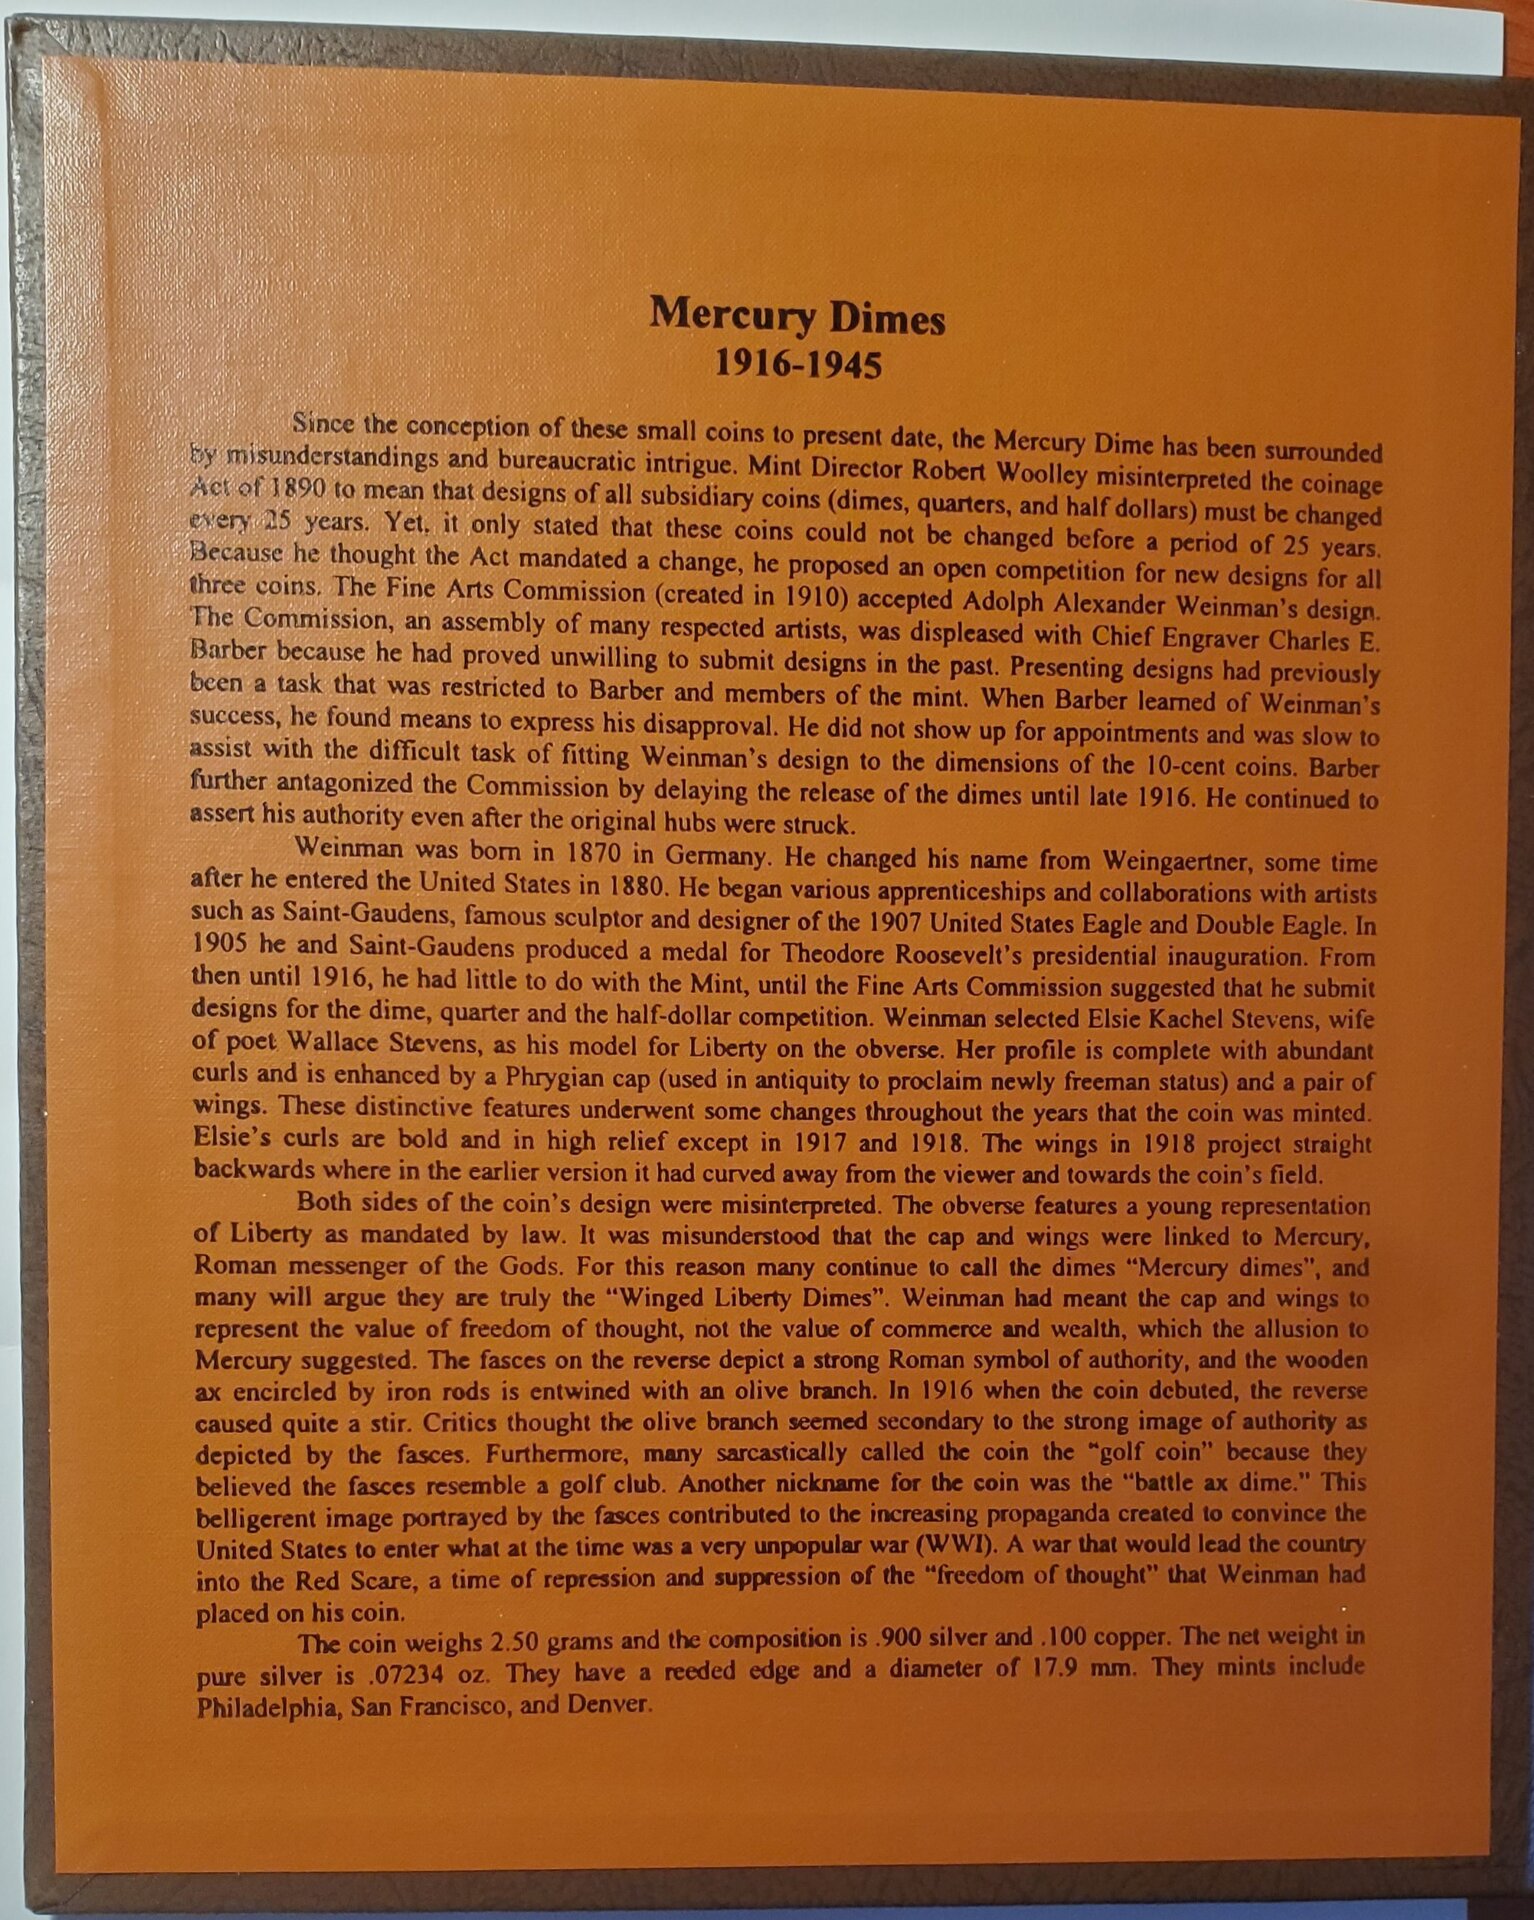 Mercury Dimes
1916-1945
Since the conception of these small coins to present date, the Mercury Dime has been surrounded
by misunderstandings and bureaucratic intrigue. Mint Director Robert Woolley misinterpreted the coinage
Act of 1890 to mean that designs of all subsidiary coins (dimes, quarters, and half dollars) must be changed
every 25 years. Yet, it only stated that these coins could not be changed before a period of 25 years.
Because he thought the Act mandated a change, he proposed an open competition for new designs for all
three coins. The Fine Arts Commission (created in 1910) accepted Adolph Alexander Weinman's design.
The Commission, an assembly of many respected artists, was displeased with Chief Engraver Charles E.
Barber because he had proved unwilling to submit designs in the past. Presenting designs had previously
been a task that was restricted to Barber and members of the mint. When Barber learned of Weinman's
success, he found means to express his disapproval. He did not show up for appointments and was slow to
assist with the difficult task of fitting Weinman's design to the dimensions of the 10-cent coins. Barber
further antagonized the Commission by delaying the release of the dimes until late 1916. He continued to
assert his authority even after the original hubs were struck.
Weinman was born in 1870 in Germany. He changed his name from Weingaertner, some time
after he entered the United States in 1880. He began various apprenticeships and collaborations with artists
such as Saint-Gaudens, famous sculptor and designer of the 1907 United States Eagle and Double Eagle. In
1905 he and Saint-Gaudens produced a medal for Theodore Roosevelt's presidential inauguration. From
then until 1916, he had little to do with the Mint, until the Fine Arts Commission suggested that he submit
designs for the dime, quarter and the half-dollar competition. Weinman selected Elsie Kachel Stevens, wife
of poet Wallace Stevens, as his model for Liberty on the obverse. Her profile is complete with abundant
curls and is enhanced by a Phrygian cap (used in antiquity to proclaim newly freeman status) and a pair of
wings. These distinctive features underwent some changes throughout the years that the coin was minted.
Elsie's curls are bold and in high relief except in 1917 and 1918. The wings in 1918 project straight
backwards where in the earlier version it had curved away from the viewer and towards the coin's field.
Both sides of the coin's design were misinterpreted. The obverse features a young representation
of Liberty as mandated by law. It was misunderstood that the cap and wings were linked to Mercury,
Roman messenger of the Gods. For this reason many continue to call the dimes "Mercury dimes", and
many will argue they are truly the "Winged Liberty Dimes". Weinman had meant the cap and wings to
represent the value of freedom of thought, not the value of commerce and wealth, which the allusion to
Mercury suggested. The fasces on the reverse depict a strong Roman symbol of authority, and the wooden
ax encircled by iron rods is entwined with an olive branch. In 1916 when the coin debuted, the reverse
caused quite a stir. Critics thought the olive branch seemed secondary to the strong image of authority as
depicted by the fasces. Furthermore, many sarcastically called the coin the "golf coin" because they
believed the fasces resemble a golf club. Another nickname for the coin was the "battle ax dime." This
belligerent image portrayed by the fasces contributed to the increasing propaganda created to convince the
United States to enter what at the time was a very unpopular war (WWI). A war that would lead the country
into the Red Scare, a time of repression and suppression of the "freedom of thought" that Weinman had
placed on his coin.
The coin weighs 2.50 grams and the composition is .900 silver and .100 copper. The net weight in
pure silver is .07234 oz. They have a reeded edge and a diameter of 17.9 mm. They mints include
Philadelphia, San Francisco, and Denver.